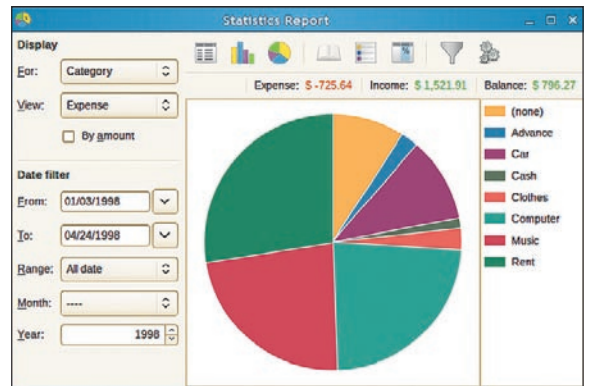 Statistics Report
Display
For: Category
View: Expense
By amount
Date filter
From: 01/03/1998
To: 04/24/1998
Range: All date
Month: ----
Year: 1998
Expense: $ -725.64 Income: $ 1,521.91 Balance: $ 796.27
(none)
Advance
Car
Cash
Clothes
Computer
Music
Rent